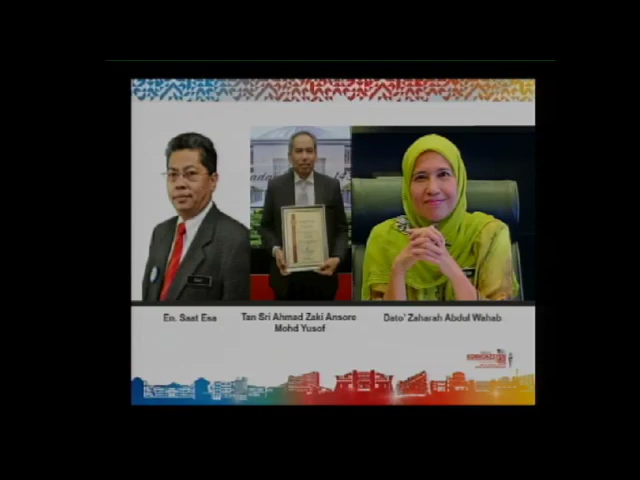 En. Saat Esa
Tan Sri Ahmad Zaki Ansore
Mohd Yusof
Dato' Zaharah Abdul Wahab